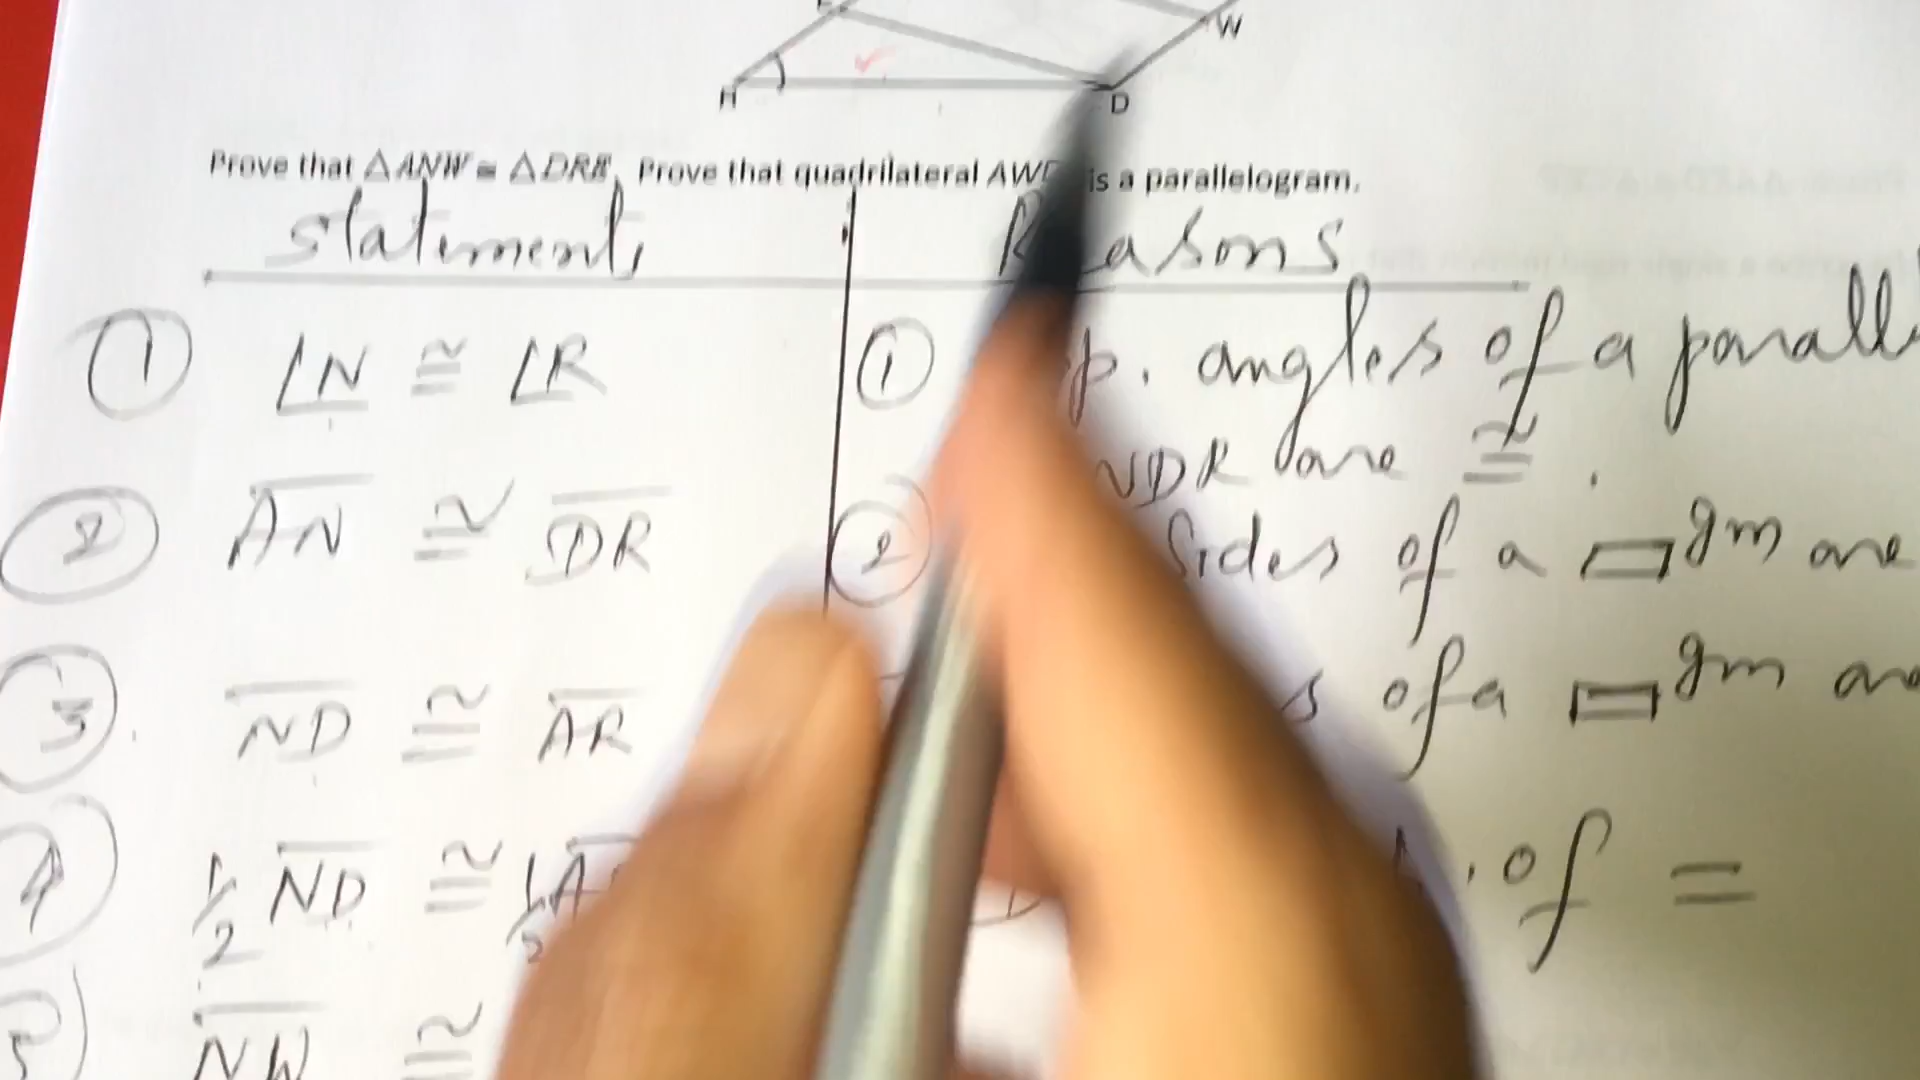 W
R D
Prove that △ANW ≅ △DRE. Prove that quadrilateral AWD is a parallelogram.
Statements Reasons
① ∠N ≅ ∠R ① angles of a parall
NDR are ≅.
② AN ≅ DR ② sides of a ▱gm are
③ ND ≅ AR of a ▱gm are
④ 1/2 ND ≅ 1/2 A of =
⑤ NW ≅